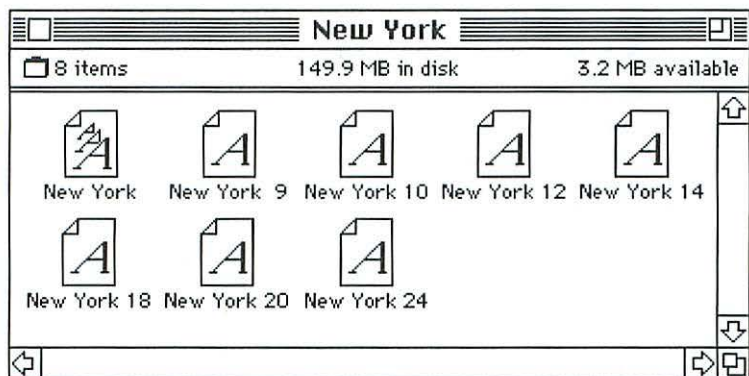 New York
8 items 149.9 MB in disk 3.2 MB available
New York New York 9 New York 10 New York 12 New York 14
New York 18 New York 20 New York 24